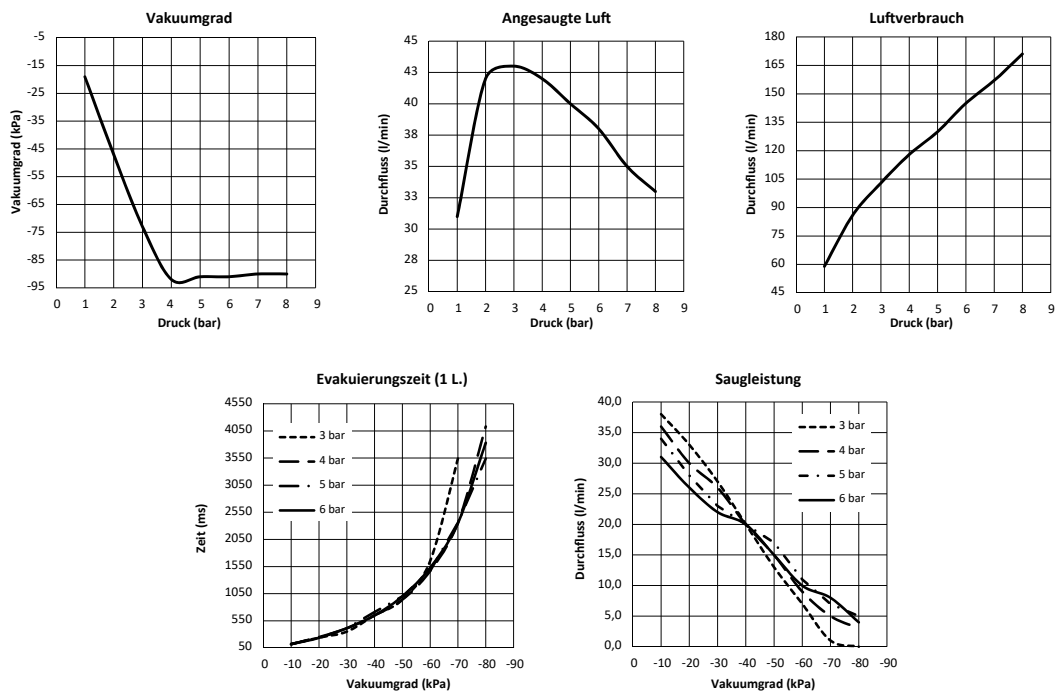 Vakuumgrad
-5
-15
-25
-35
-45
-55
-65
-75
-85
-95
Vakuumgrad (kPa)
0 1 2 3 4 5 6 7 8 9
Druck (bar)
Angesaugte Luft
45
43
40
38
35
33
30
28
25
Durchfluss (l/min)
0 1 2 3 4 5 6 7 8 9
Druck (bar)
Luftverbrauch
180
165
150
135
120
105
90
75
60
45
Durchfluss (l/min)
0 1 2 3 4 5 6 7 8 9
Druck (bar)
Evakuierungszeit (1 L.)
4550
4050
3550
3050
2550
2050
1550
1050
550
50
Zeit (ms)
3 bar
4 bar
5 bar
6 bar
0 -10 -20 -30 -40 -50 -60 -70 -80 -90
Vakuumgrad (kPa)
Saugleistung
40,0
35,0
30,0
25,0
20,0
15,0
10,0
5,0
0,0
Durchfluss (l/min)
3 bar
4 bar
5 bar
6 bar
0 -10 -20 -30 -40 -50 -60 -70 -80 -90
Vakuumgrad (kPa)